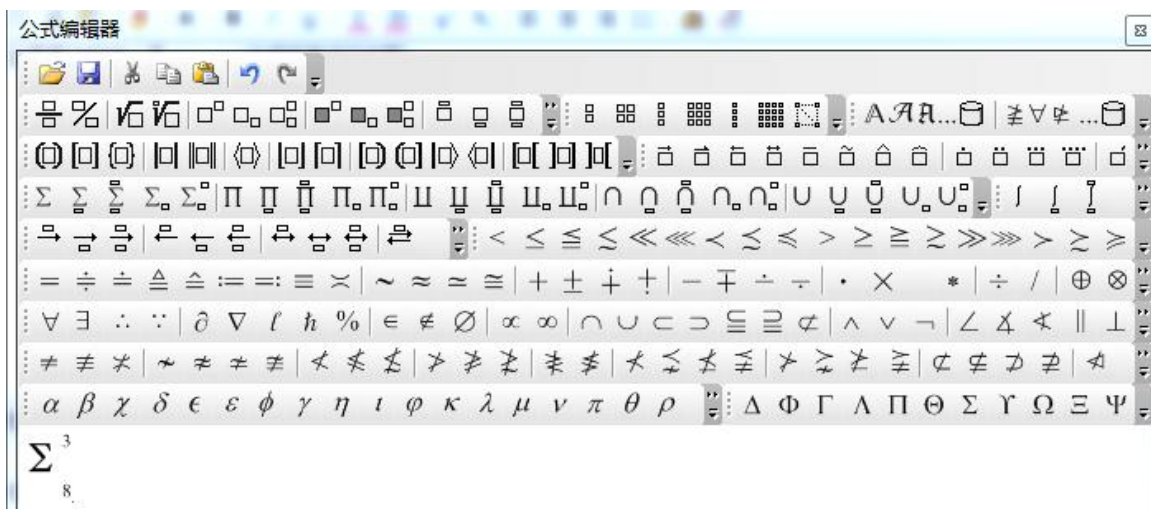 公式编辑器
𝔸 𝒜 𝔄 ... ≵ ∀ ⋭ ...
Σ Σ Σ Σ Σ Π Π Π Π Π ∐ ∐ ∐ ∐ ∐ ∩ ∩ ∩ ∩ ∩ ∪ ∪ ∪ ∪ ∪ ∫ ∫ ∫
< ≤ ≦ ≲ ≪ ⋘ ≺ ≾ ≼ > ≥ ≧ ≳ ≫ ⋙ ≻ ≿ ≽
= ≑ ≐ ≜ ≙ := =: ≡ ≍ ~ ≈ ≃ ≅ + ± ∔ − ∓ · × * ÷ / ⊕ ⊗
∀ ∃ ∴ ∵ ∂ ∇ ℓ ℏ % ∈ ∉ ∅ ∝ ∞ ∩ ∪ ⊂ ⊃ ⊆ ⊇ ⊄ ∧ ∨ ¬ ∠ ∡ ∢ ∥ ⊥
α β χ δ ϵ ε ϕ γ η ι φ κ λ μ ν π θ ρ Δ Φ Γ Λ Π Θ Σ ϒ Ω Ξ Ψ
Σ 3
8